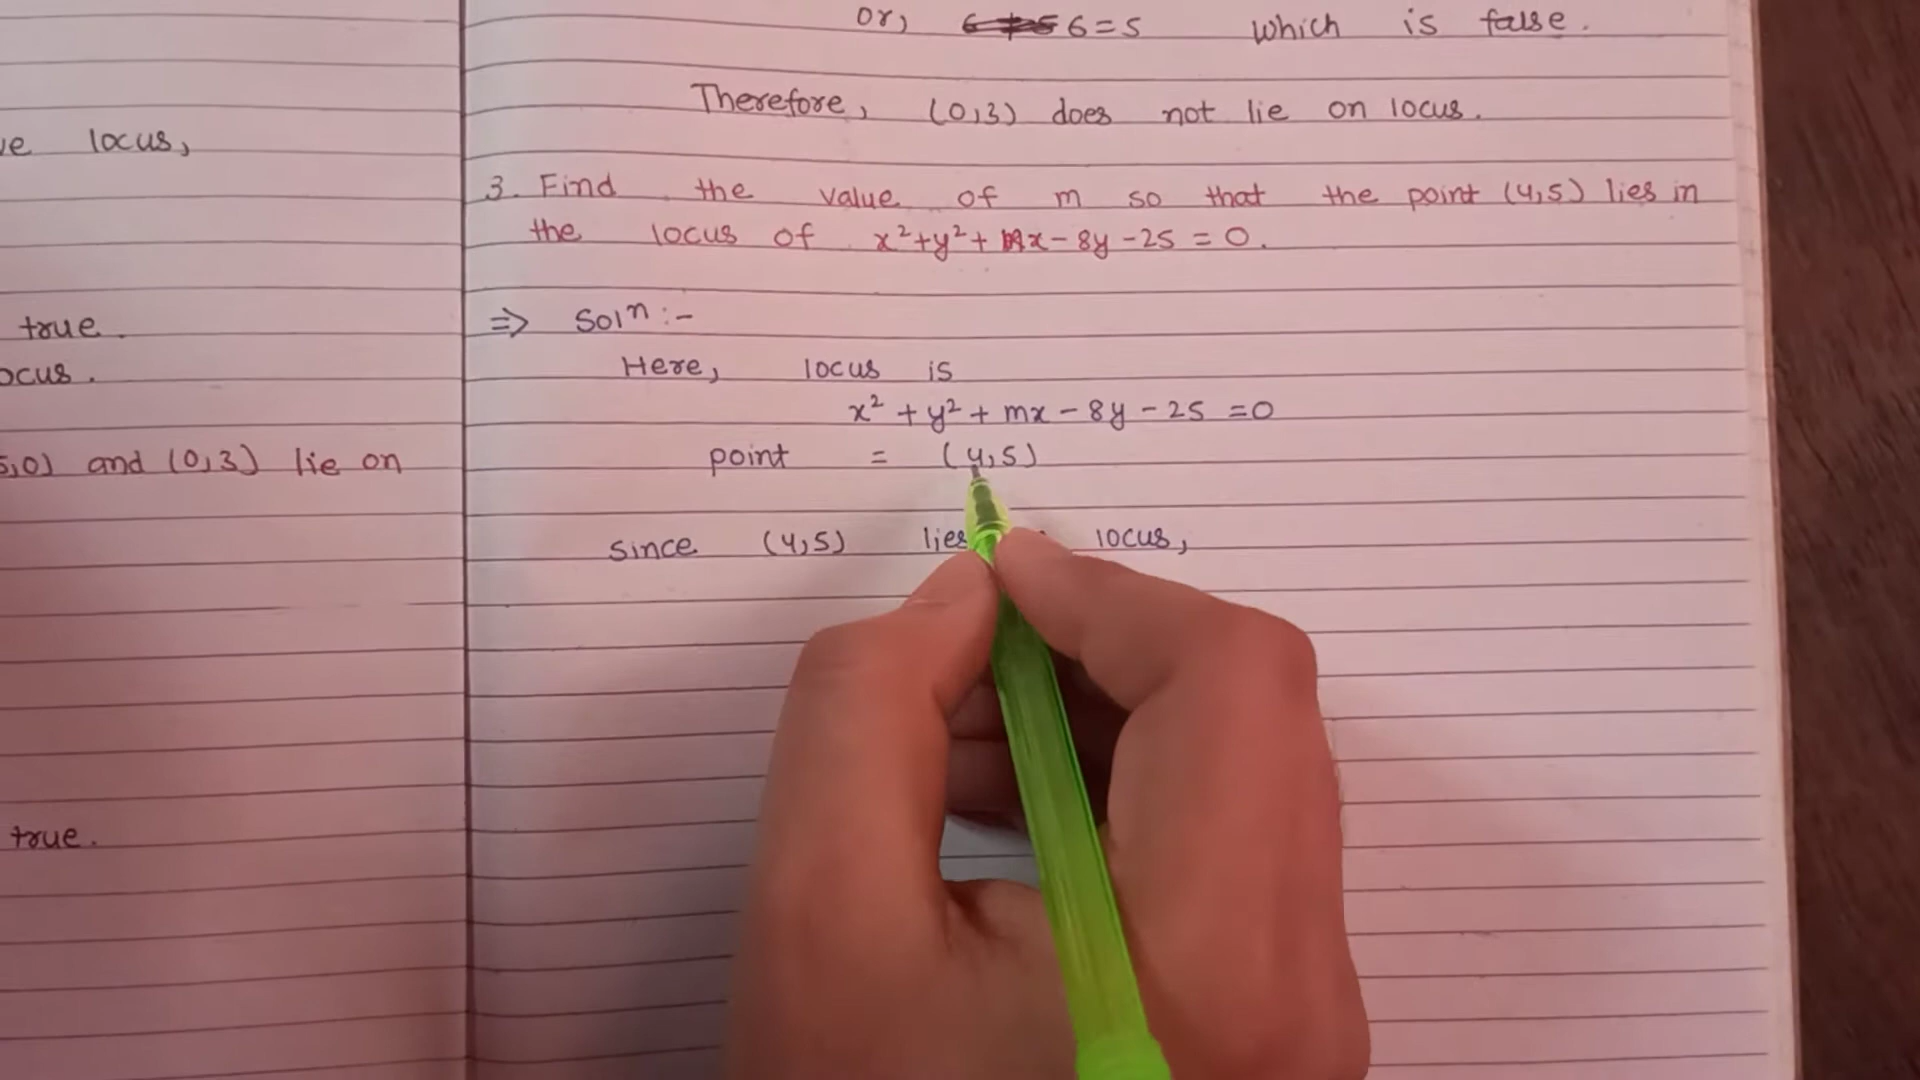 ve locus,
true.
ocus.
5,0) and (0,3) lie on
true.
or, 6=5 which is false.
Therefore, (0,3) does not lie on locus.
3. Find the value of m so that the point (4,5) lies in
the locus of x²+y²+mx-8y-25=0.
=> Solⁿ:-
Here, locus is
x²+y²+mx-8y-25=0
point = (4,5)
since (4,5) lies locus,